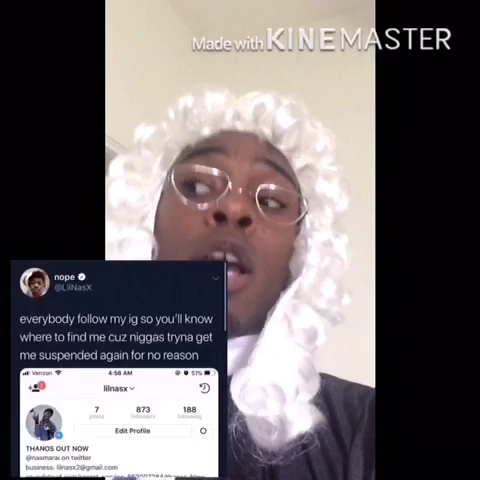 Made with KINEMASTER
nope
@LilNasX
everybody follow my ig so you'll know
where to find me cuz niggas tryna get
me suspended again for no reason
Verizon 4:56 AM 51%
lilnasx
7 873 188
posts followers following
Edit Profile
THANOS OUT NOW
@nasmarai on twitter
business: lilnasx2@gmail.com